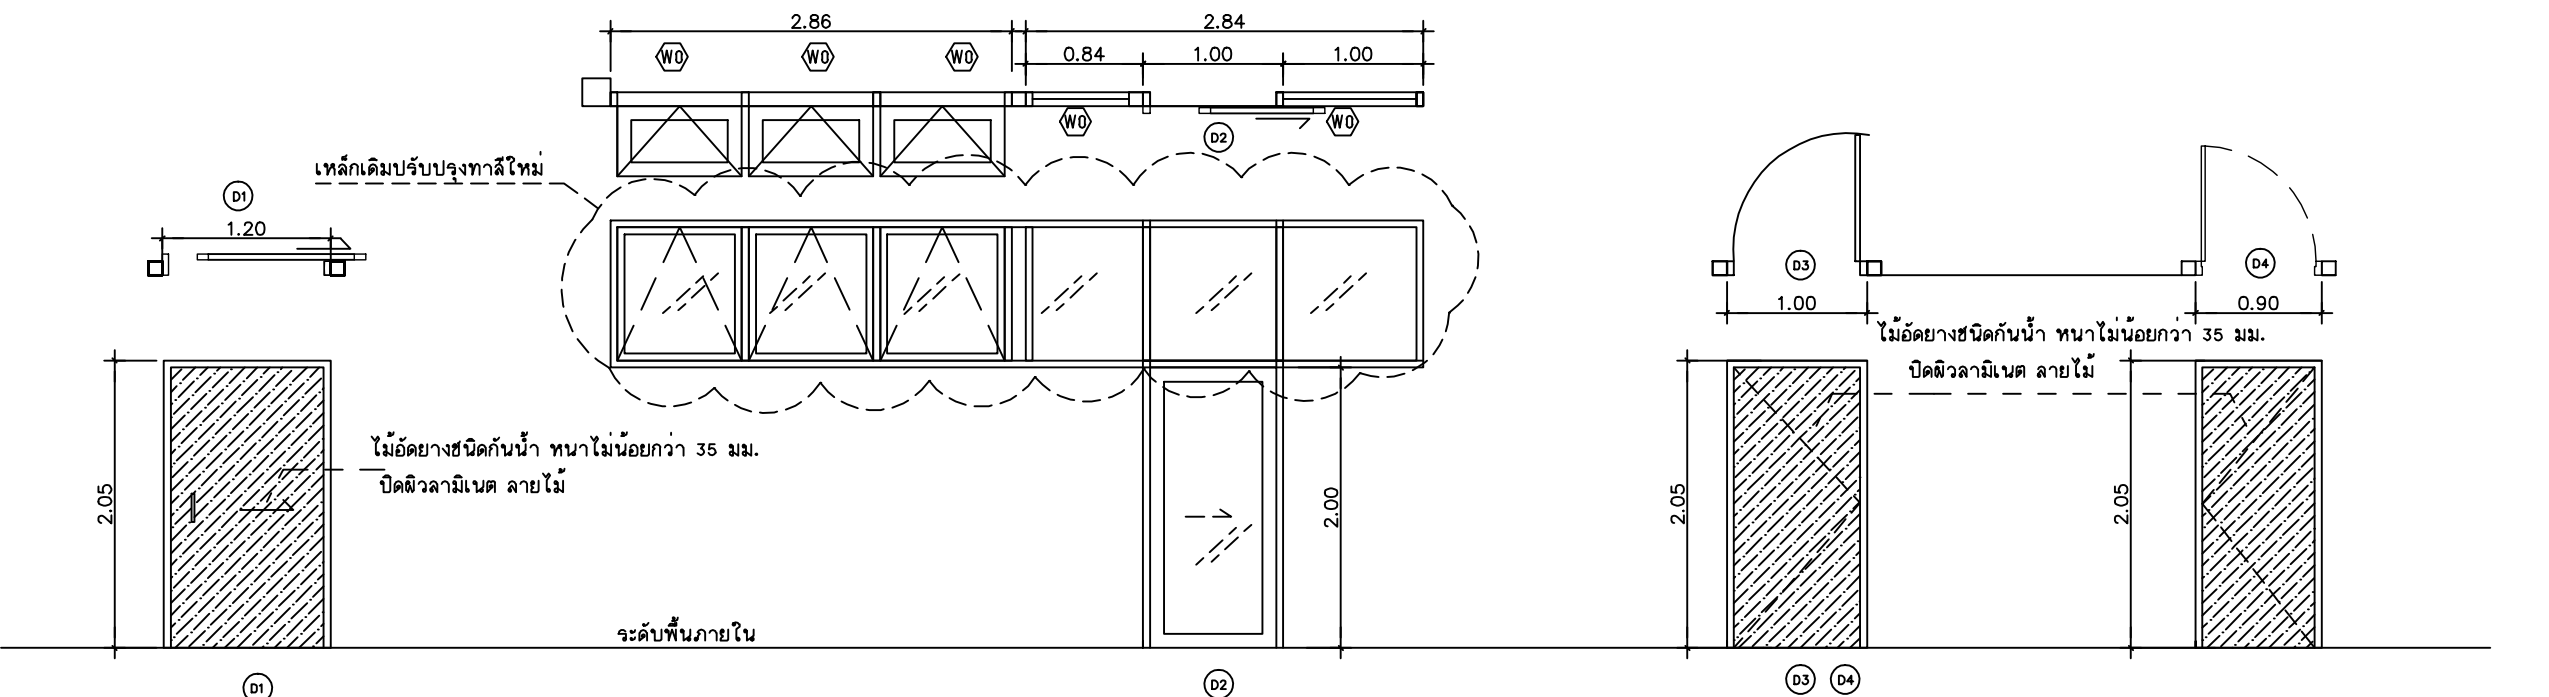 2.86
2.84
W0
W0
W0
0.84
1.00
1.00
W0
W0
D2
เหล็กเดิมปรับปรุงทาสีใหม่
D1
1.20
D3
D4
1.00
0.90
ไม้อัดยางชนิดกันน้ำ หนาไม่น้อยกว่า 35 มม.
ปิดผิวลามิเนต ลายไม้
ไม้อัดยางชนิดกันน้ำ หนาไม่น้อยกว่า 35 มม.
ปิดผิวลามิเนต ลายไม้
2.05
2.00
2.05
2.05
ระดับพื้นภายใน
D1
D2
D3
D4